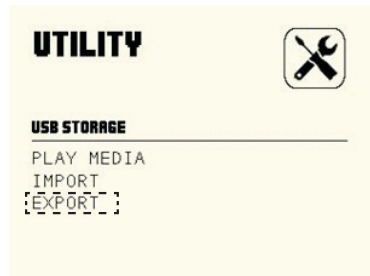 UTILITY
USB STORAGE
PLAY MEDIA
IMPORT
EXPORT